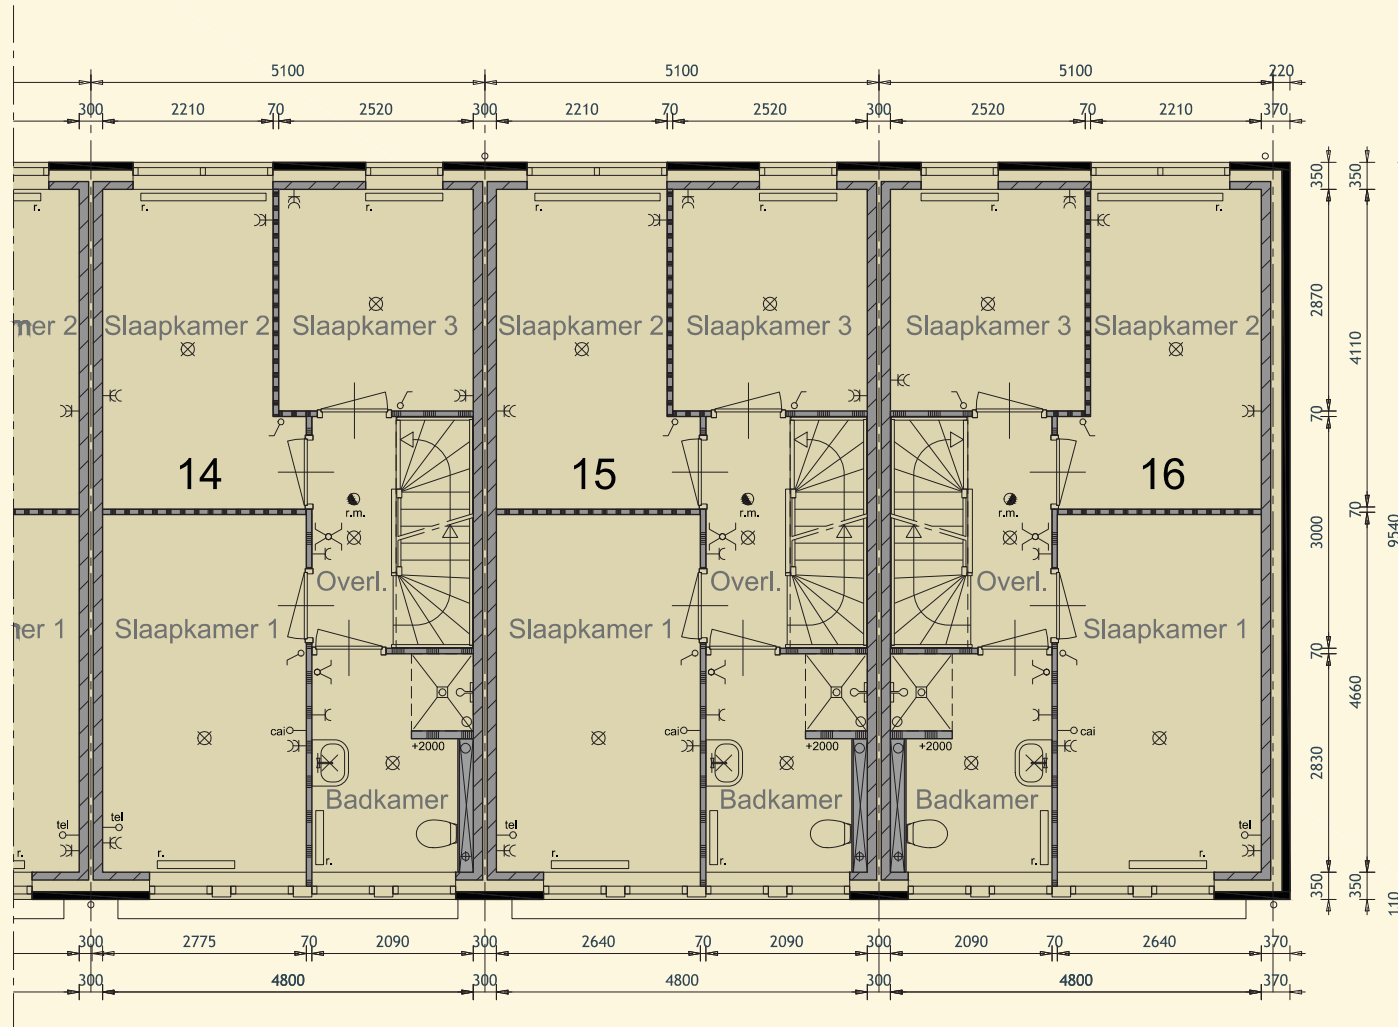 5100 5100 5100 220
300 2210 70 2520 300 2210 70 2520 300 2520 70 2210 370
350 350
r. r. r. r. r.
2870
mer 2 Slaapkamer 2 Slaapkamer 3 Slaapkamer 2 Slaapkamer 3 Slaapkamer 3 Slaapkamer 2
4110
70
14 15 16
r.m. r.m. r.m.
70
3000 9540
Overl. Overl. Overl.
er 1 Slaapkamer 1 Slaapkamer 1 Slaapkamer 1
70
4660
cai cai cai
+2000 +2000 +2000
2830
Badkamer Badkamer Badkamer
tel tel tel tel
r. r. r. r. r. r. r.
350 350 110
300 2775 70 2090 300 2640 70 2090 300 2090 70 2640 370
300 4800 300 4800 300 4800 370